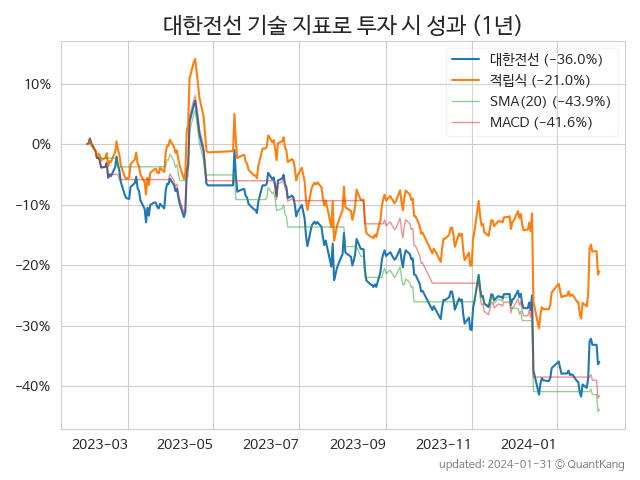 대한전선 기술 지표로 투자 시 성과 (1년)
대한전선 (−36.0%)
적립식 (−21.0%)
SMA(20) (−43.9%)
MACD (−41.6%)
10%
0%
−10%
−20%
−30%
−40%
2023-03 2023-05 2023-07 2023-09 2023-11 2024-01
updated: 2024-01-31 © QuantKang